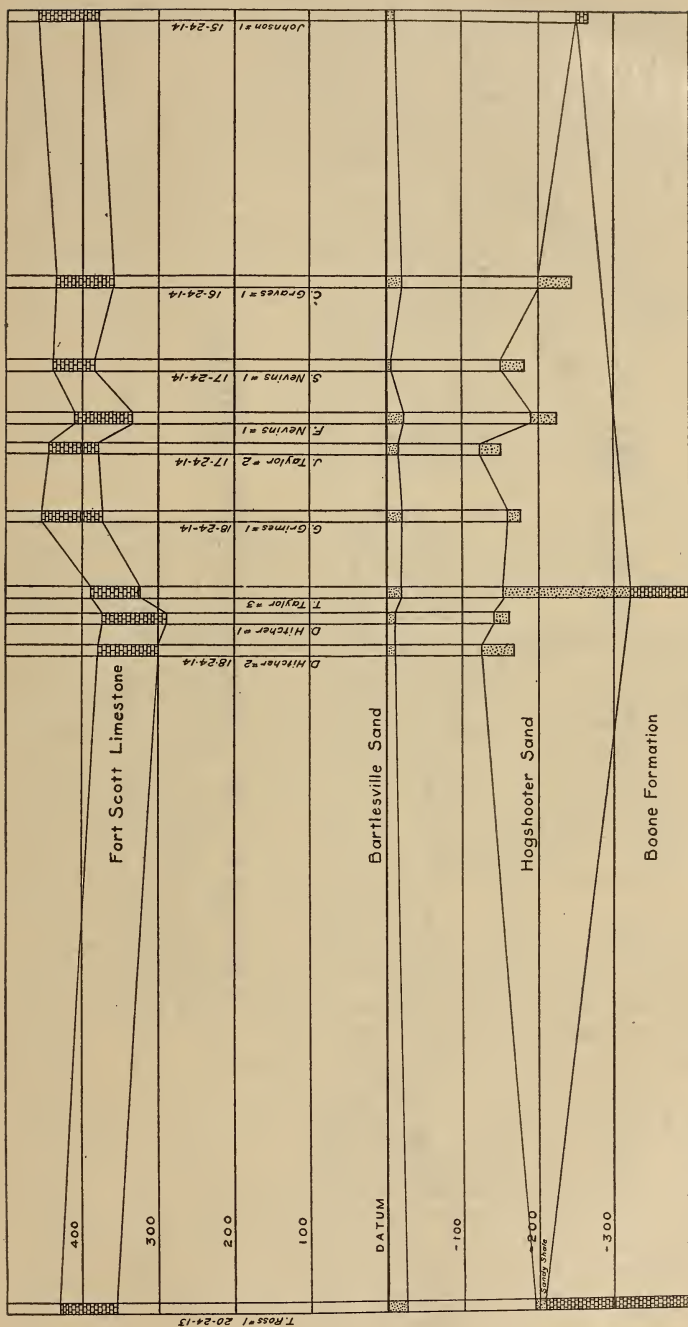 Johnson #1 15-24-14
C. Graves #1 16-24-14
S. Nevins #1 17-24-14
F. Nevins #1
J. Taylor #2 17-24-14
G. Grimes #1 18-24-14
T. Taylor #3
D. Hitcher #1
D. Hitcher #2 18-24-14
T. Ross #1 20-24-13
Fort Scott Limestone
Bartlesville Sand
Hogshooter Sand
Boone Formation
400
300
200
100
DATUM
-100
-200
Sandy Shale
-300